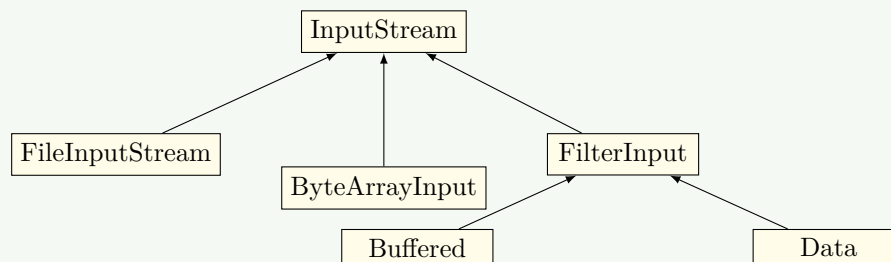 InputStream
FileInputStream
ByteArrayInput
FilterInput
Buffered
Data